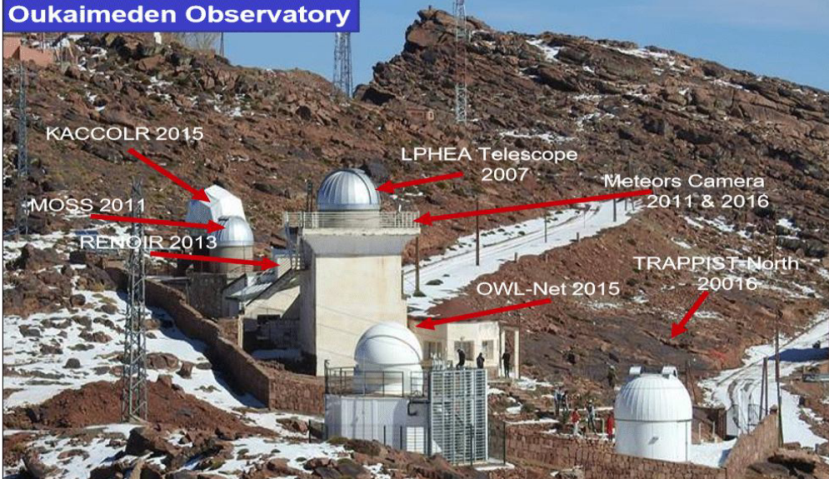 Oukaimeden Observatory
KACCOLR 2015
LPHEA Telescope
2007
Meteors Camera
2011 & 2016
MOSS 2011
RENOIR 2013
TRAPPIST-North
20016
OWL-Net 2015